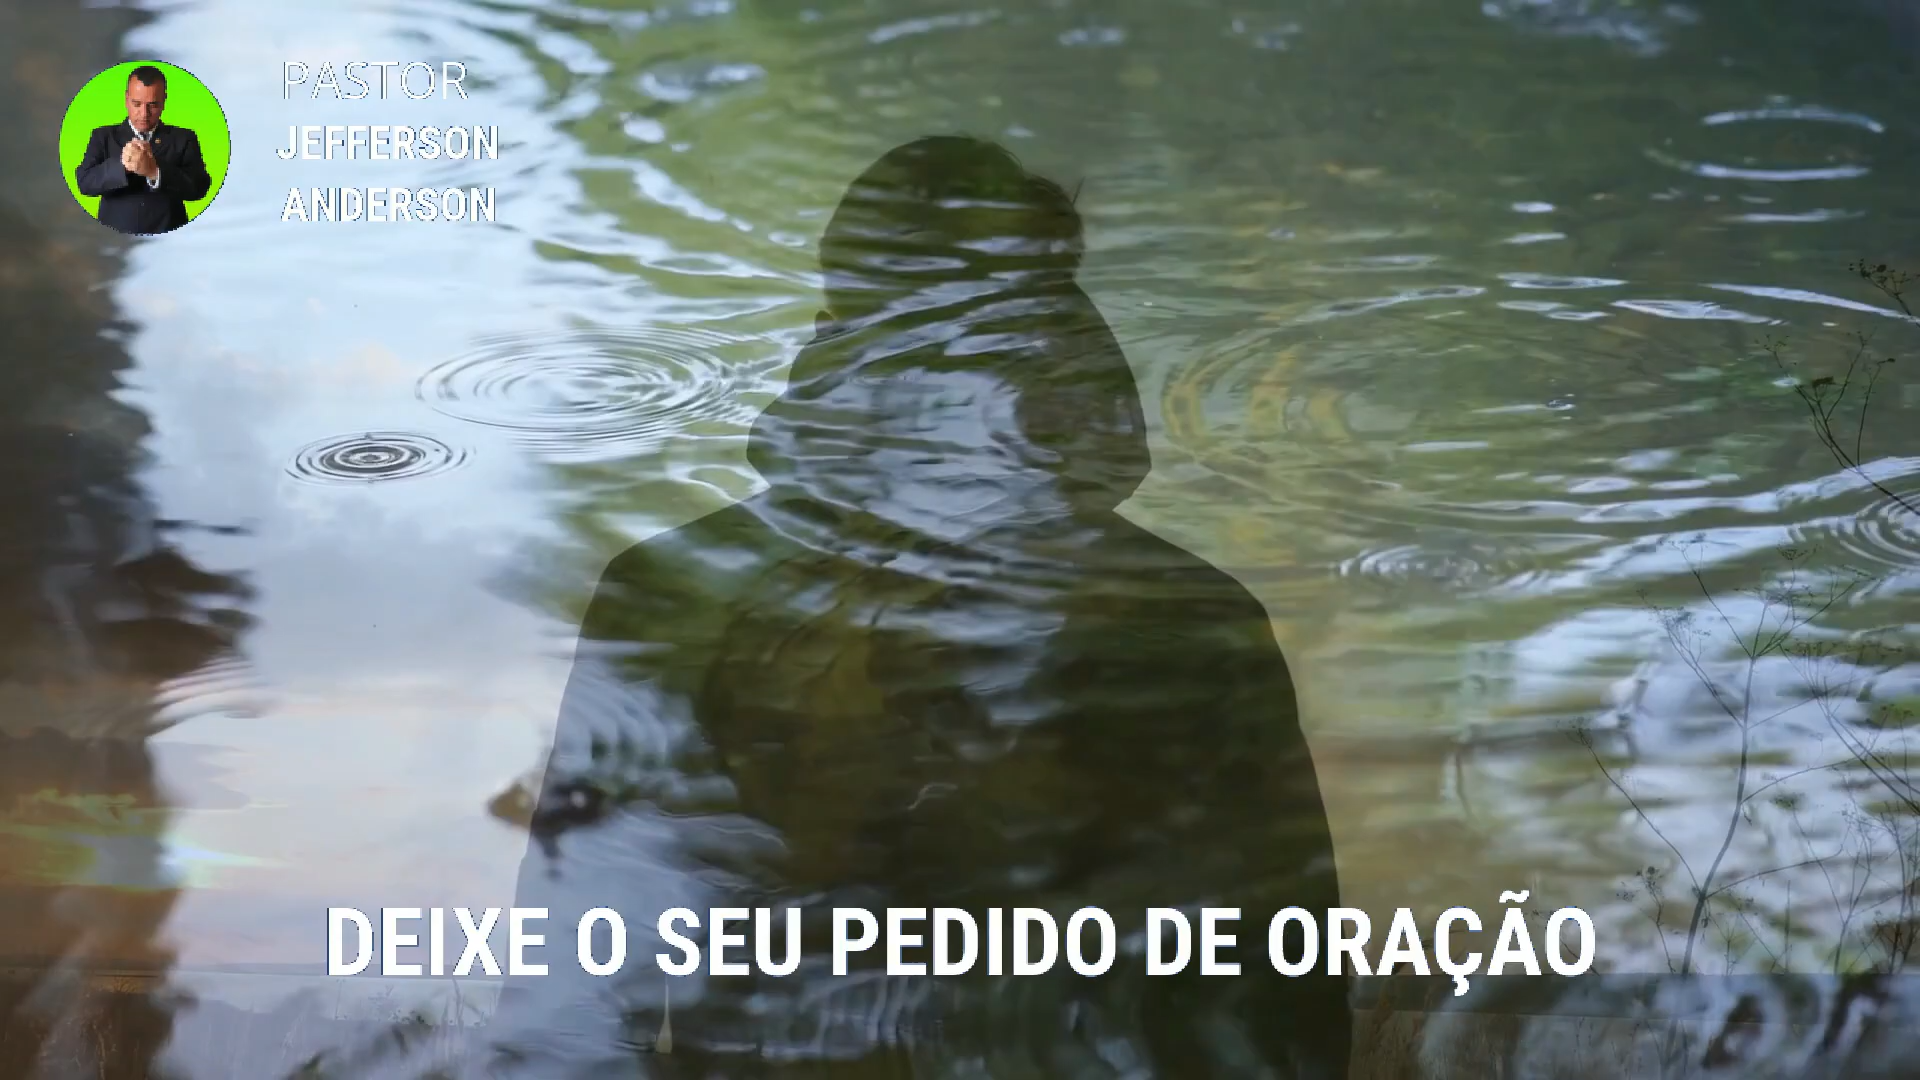 PASTOR
JEFFERSON
ANDERSON
DEIXE O SEU PEDIDO DE ORAÇÃO